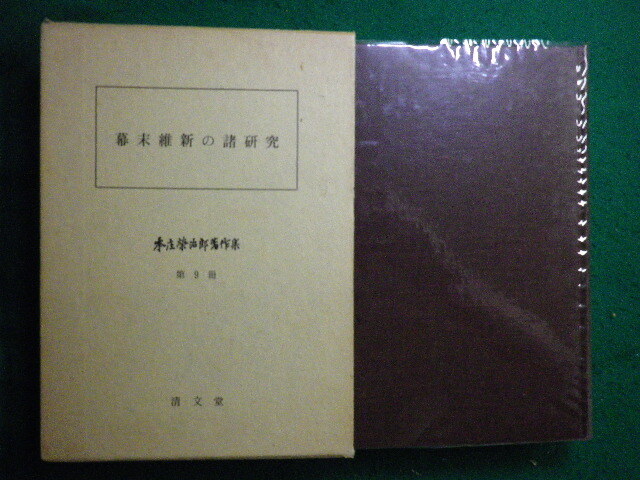 幕末維新の諸研究
本庄榮治郎著作集
第9冊
清文堂